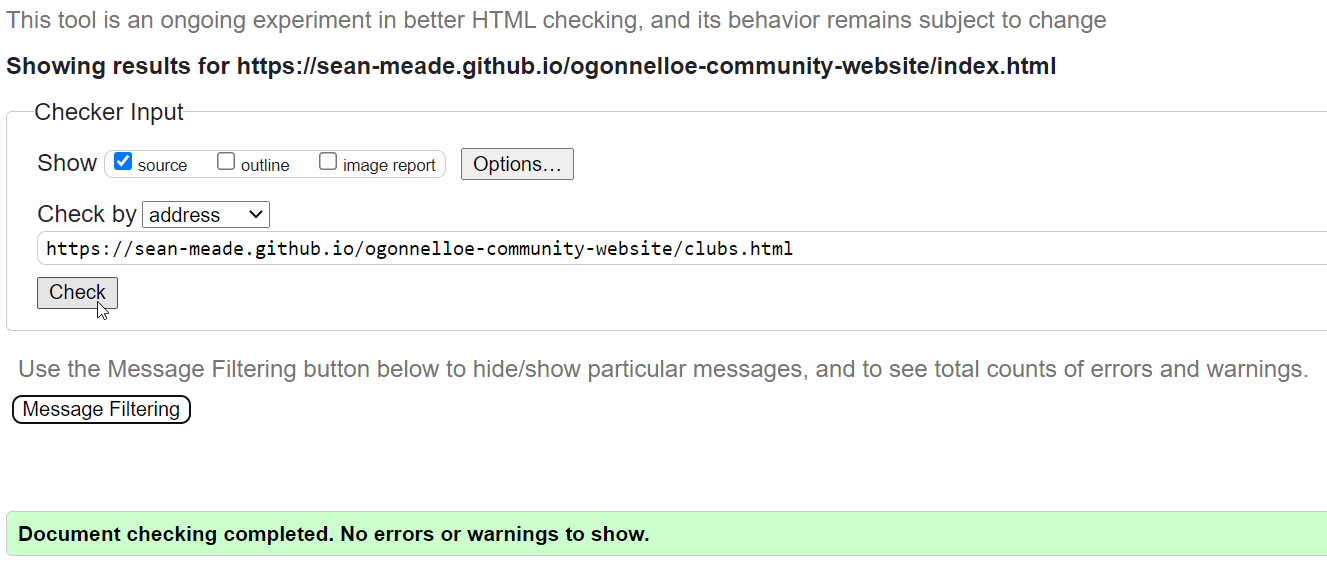 This tool is an ongoing experiment in better HTML checking, and its behavior remains subject to change
Showing results for https://sean-meade.github.io/ogonnelloe-community-website/index.html
Checker Input
Show source outline image report Options...
Check by address
https://sean-meade.github.io/ogonnelloe-community-website/clubs.html
Check
Use the Message Filtering button below to hide/show particular messages, and to see total counts of errors and warnings.
Message Filtering
Document checking completed. No errors or warnings to show.